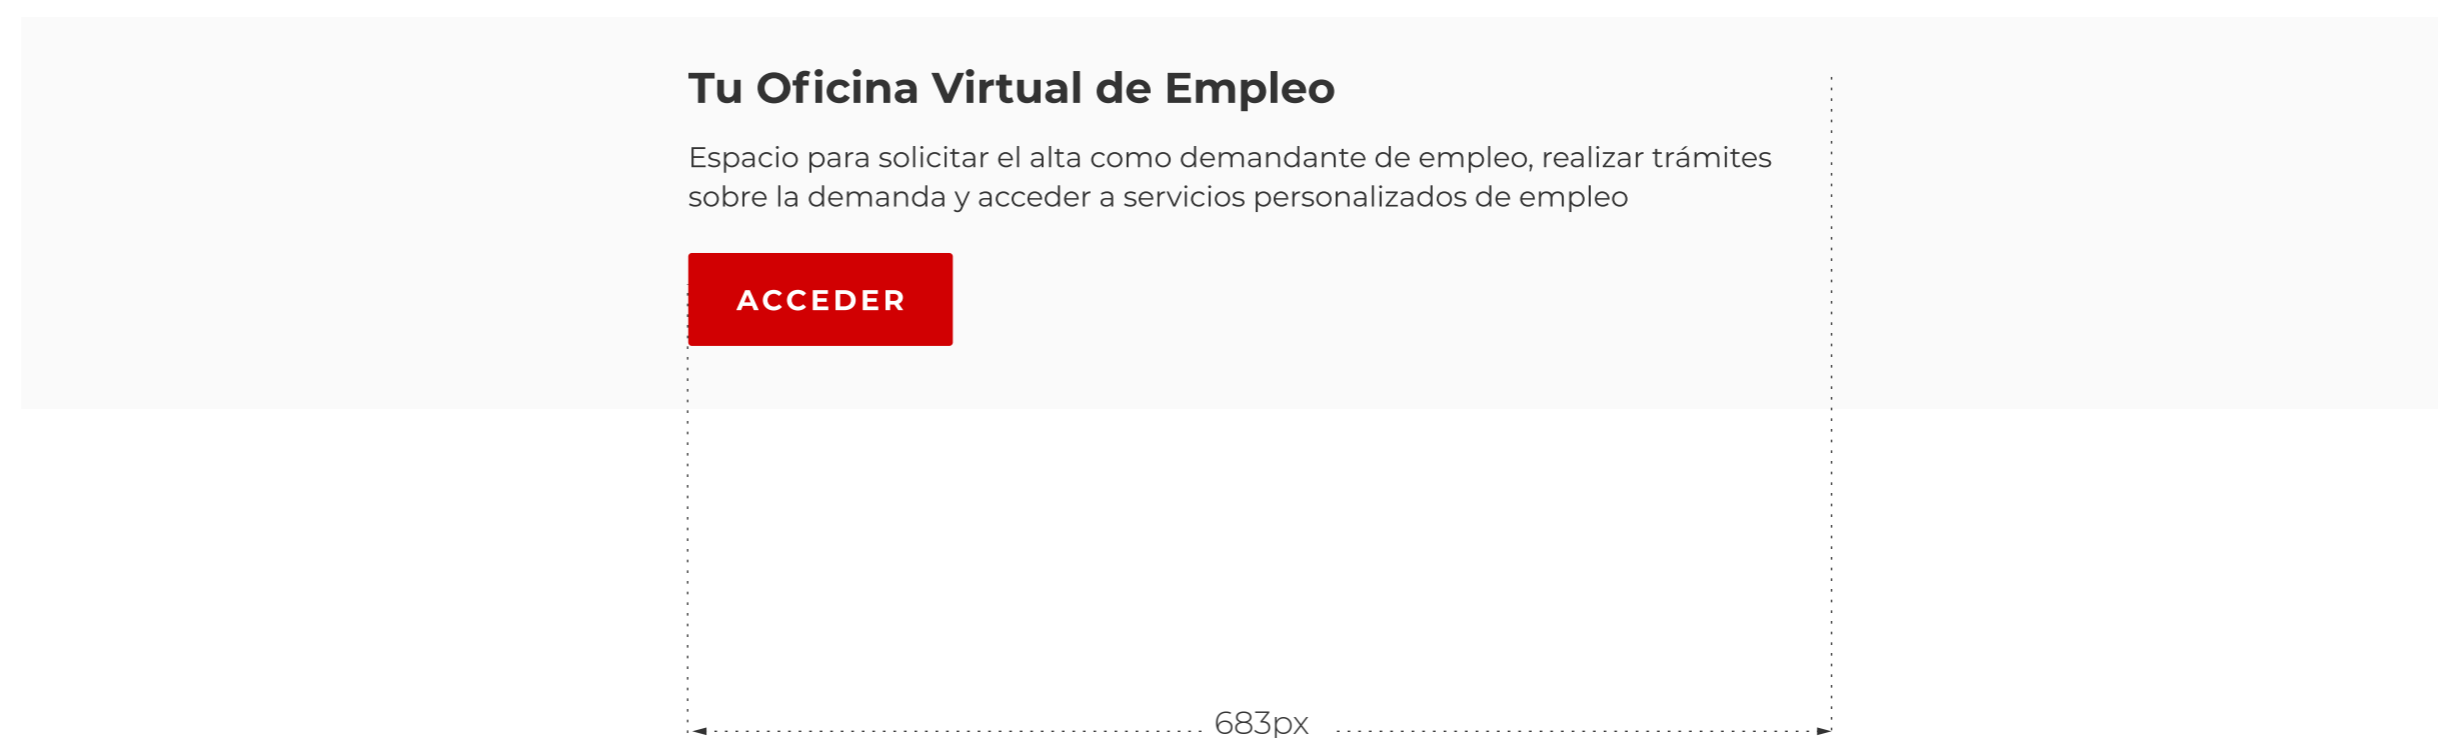 Tu Oficina Virtual de Empleo
Espacio para solicitar el alta como demandante de empleo, realizar trámites
sobre la demanda y acceder a servicios personalizados de empleo
ACCEDER
683px